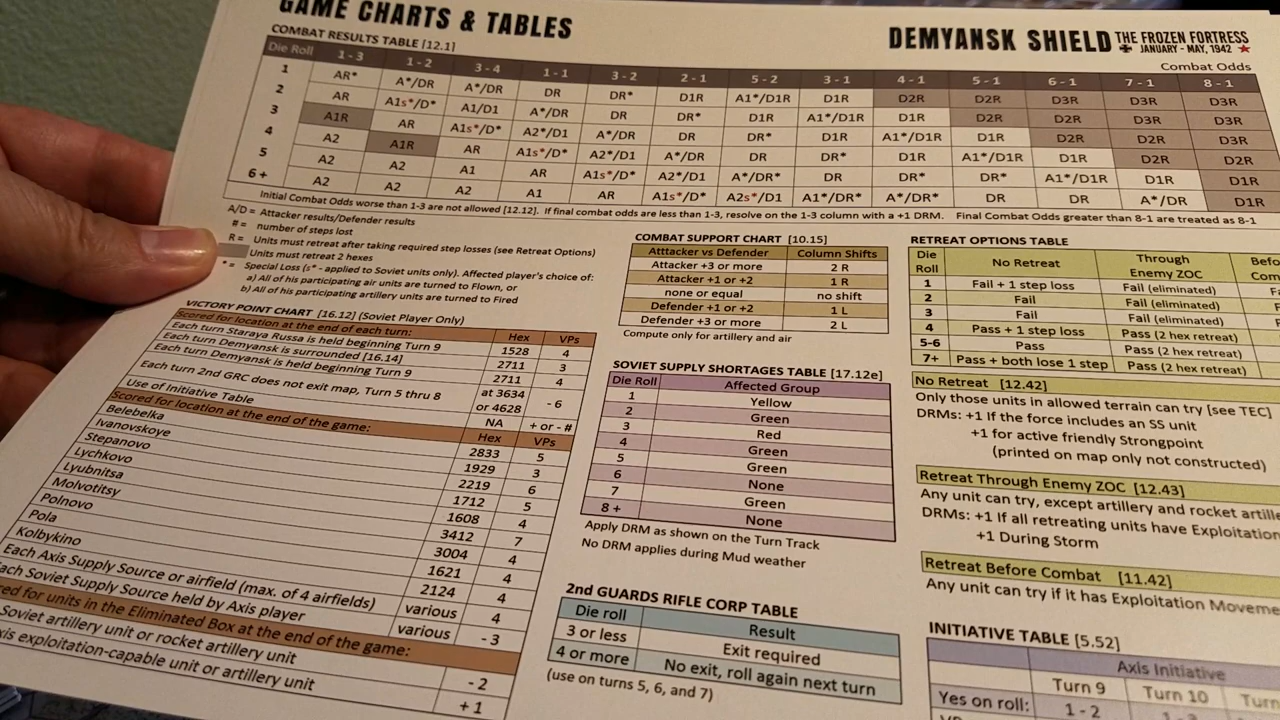 GAME CHARTS & TABLES
DEMYANSK SHIELD THE FROZEN FORTRESS
JANUARY - MAY, 1942
COMBAT RESULTS TABLE [12.1]
Combat Odds
Die Roll 1 - 3 1 - 2 3 - 4 1 - 1 3 - 2 2 - 1 5 - 2 3 - 1 4 - 1 5 - 1 6 - 1 7 - 1 8 - 1
1 AR* A*/DR A*/DR DR DR* D1R A1*/D1R D1R D2R D2R D3R D3R D3R
2 AR A1s*/D* A1/D1 A*/DR DR DR* D1R A1*/D1R D1R D2R D2R D3R D3R
3 A1R AR A1s*/D* A2*/D1 A*/DR DR DR* D1R A1*/D1R D1R D2R D2R D3R
4 A2 A1R AR A1s*/D* A2*/D1 A*/DR DR DR* D1R A1*/D1R D1R D2R D2R
5 A2 A2 A1 AR A1s*/D* A2*/D1 A*/DR A*/DR* DR* DR* A1*/D1R D1R D1R
6 + A2 A2 A2 A1 AR A1s*/D* A2s*/D1 A1*/DR* A*/DR* DR DR A*/DR D1R
Initial Combat Odds worse than 1-3 are not allowed [12.12]. If final combat odds are less than 1-3, resolve on the 1-3 column with a +1 DRM. Final Combat Odds greater than 8-1 are treated as 8-1
A/D = Attacker results/Defender results
# = number of steps lost
R = Units must retreat after taking required step losses (see Retreat Options)
Units must retreat 2 hexes
* = Special Loss (s* - applied to Soviet units only). Affected player's choice of:
a) All of his participating air units are turned to Flown, or
b) All of his participating artillery units are turned to Fired
VICTORY POINT CHART [16.12] (Soviet Player Only)
Scored for location at the end of each turn: Hex VPs
Each turn Staraya Russa is held beginning Turn 9 1528 4
Each turn Demyansk is surrounded [16.14] 2711 3
Each turn Demyansk is held beginning Turn 9 2711 4
Each turn 2nd GRC does not exit map, Turn 5 thru 8 at 3634 or 4628 - 6
Use of Initiative Table NA + or - #
Scored for location at the end of the game: Hex VPs
Belebelka 2833 5
Ivanovskoye 1929 3
Stepanovo 2219 6
Lychkovo 1712 5
Lyubnitsa 1608 4
Molvotitsy 3412 7
Polnovo 3004 4
Pola 1621 4
Kolbykino 2124 4
Each Axis Supply Source or airfield (max. of 4 airfields) various 4
Each Soviet Supply Source held by Axis player various - 3
for units in the Eliminated Box at the end of the game:
Soviet artillery unit or rocket artillery unit - 2
exploitation-capable unit or artillery unit + 1
COMBAT SUPPORT CHART [10.15]
Atttacker vs Defender Column Shifts
Attacker +3 or more 2 R
Attacker +1 or +2 1 R
none or equal no shift
Defender +1 or +2 1 L
Defender +3 or more 2 L
Compute only for artillery and air
SOVIET SUPPLY SHORTAGES TABLE [17.12e]
Die Roll Affected Group
1 Yellow
2 Green
3 Red
4 Green
5 Green
6 None
7 Green
8 + None
Apply DRM as shown on the Turn Track
No DRM applies during Mud weather
2nd GUARDS RIFLE CORP TABLE
Die roll Result
3 or less Exit required
4 or more No exit, roll again next turn
(use on turns 5, 6, and 7)
RETREAT OPTIONS TABLE
Die Roll No Retreat Through Enemy ZOC
1 Fail + 1 step loss Fail (eliminated)
2 Fail Fail (eliminated)
3 Fail Fail (eliminated)
4 Pass + 1 step loss Pass (2 hex retreat)
5-6 Pass Pass (2 hex retreat)
7+ Pass + both lose 1 step Pass (2 hex retreat)
No Retreat [12.42]
Only those units in allowed terrain can try [see TEC]
DRMs: +1 If the force includes an SS unit
+1 for active friendly Strongpoint
(printed on map only not constructed)
Retreat Through Enemy ZOC [12.43]
Any unit can try, except artillery and rocket
DRMs: +1 If all retreating units have Exploitation
+1 During Storm
Retreat Before Combat [11.42]
Any unit can try if it has Exploitation
INITIATIVE TABLE [5.52]
Axis Initiative
Turn 9 Turn 10
Yes on roll: 1 - 2